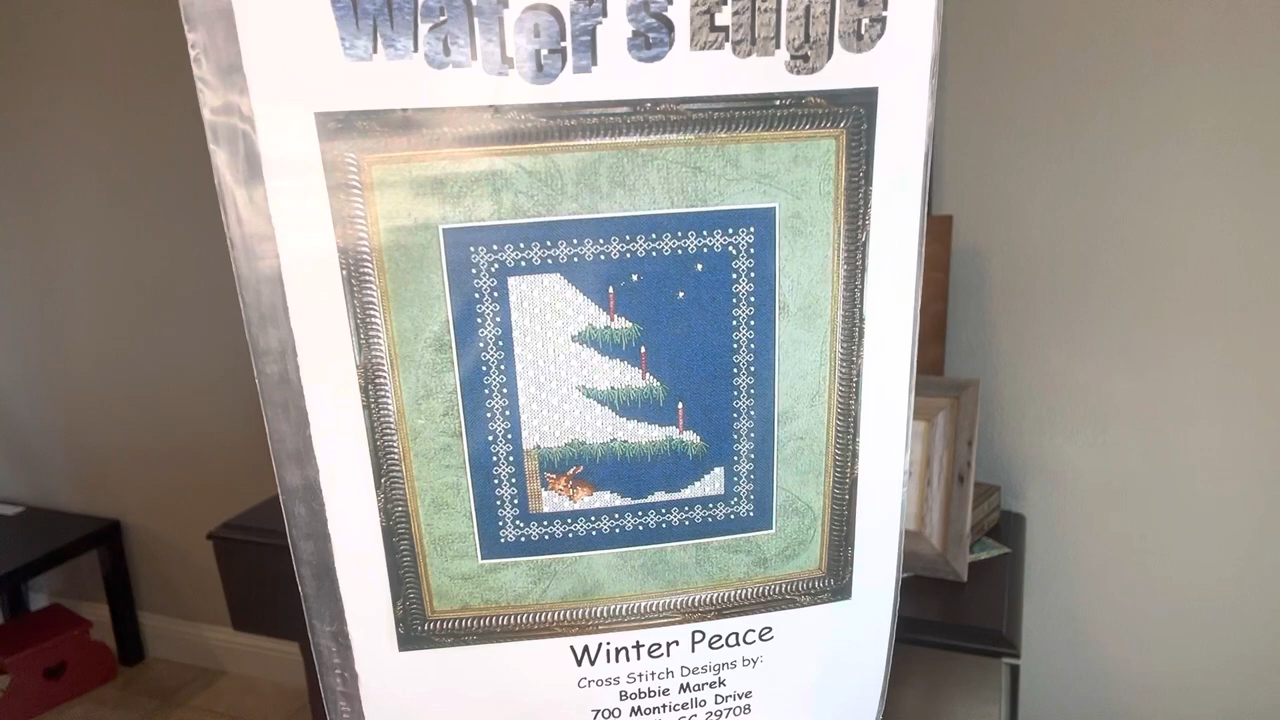 Water's Edge
Winter Peace
Cross Stitch Designs by:
Bobbie Marek
700 Monticello Drive
SC 29708